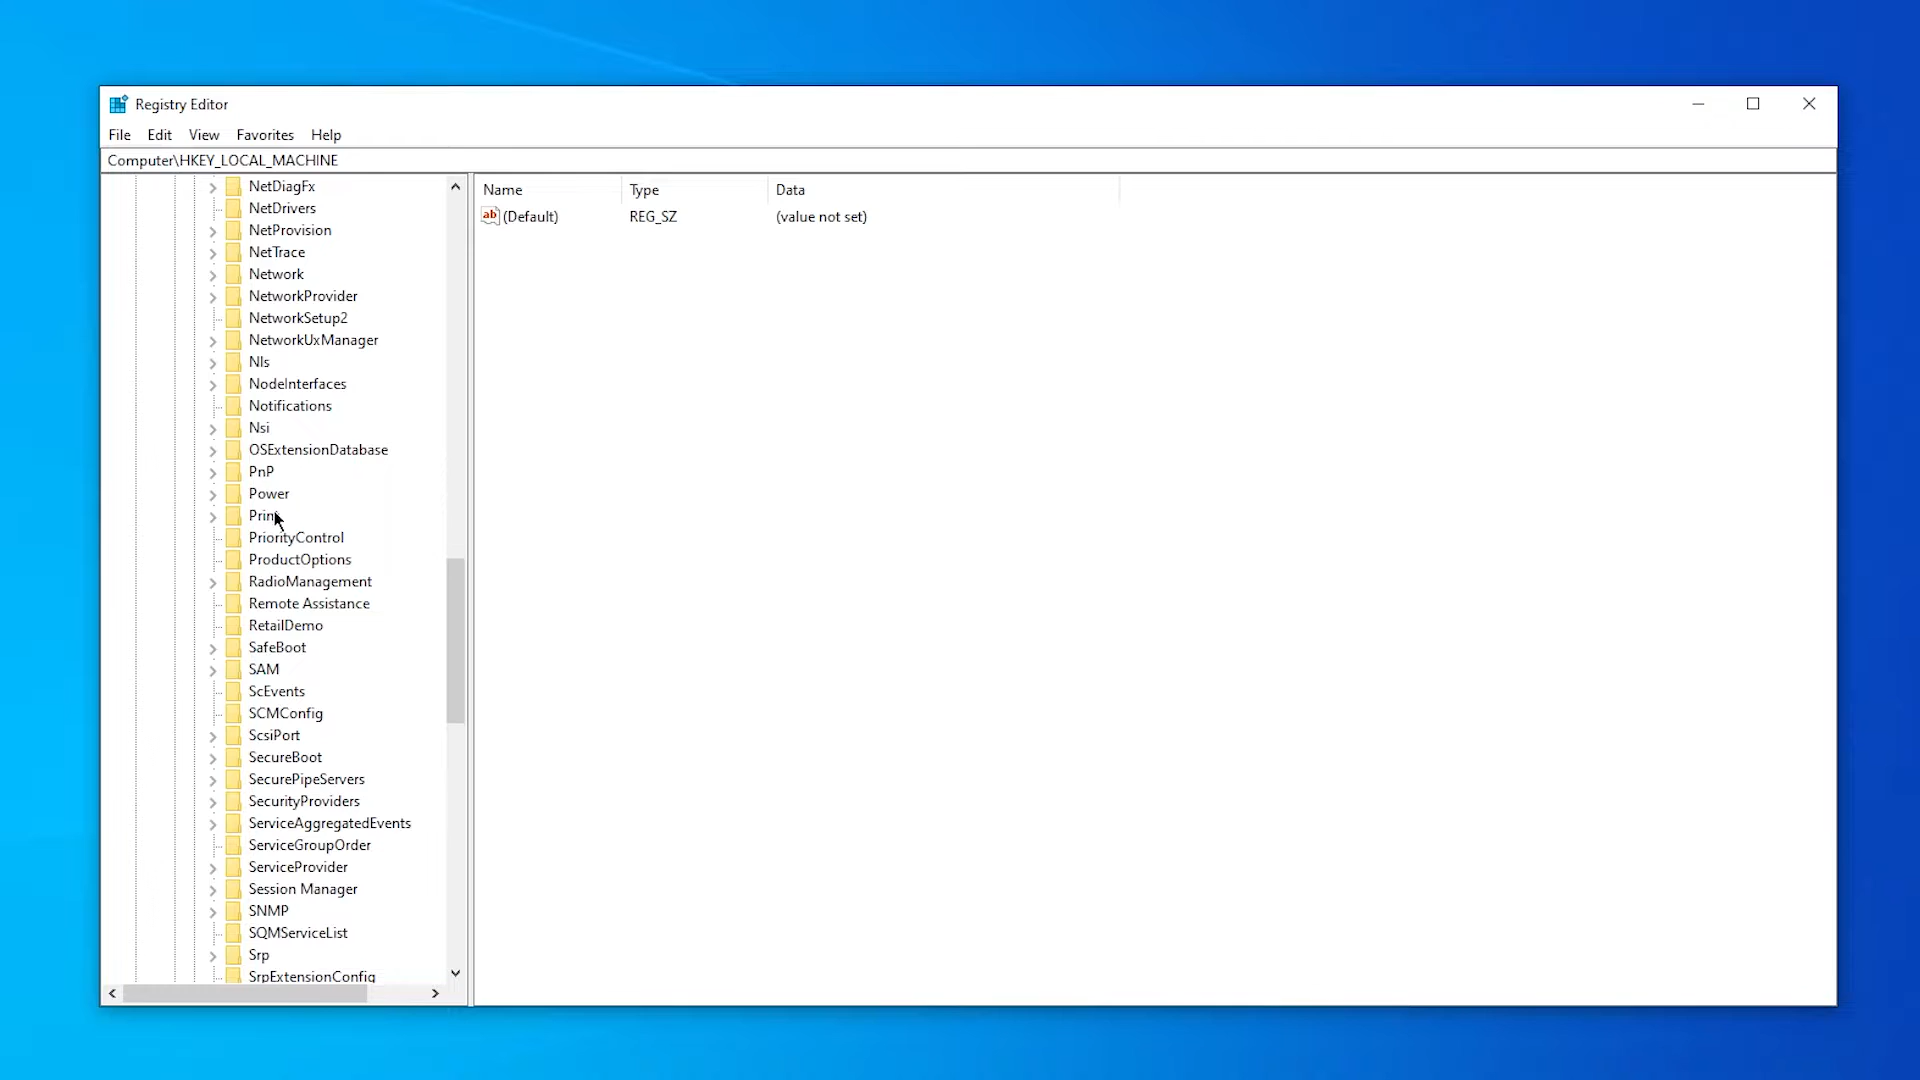 Registry Editor
File Edit View Favorites Help
Computer\HKEY_LOCAL_MACHINE
Name Type Data
ab (Default) REG_SZ (value not set)
NetDiagFx
NetDrivers
NetProvision
NetTrace
Network
NetworkProvider
NetworkSetup2
NetworkUxManager
Nls
NodeInterfaces
Notifications
Nsi
OSExtensionDatabase
PnP
Power
Print
PriorityControl
ProductOptions
RadioManagement
Remote Assistance
RetailDemo
SafeBoot
SAM
ScEvents
SCMConfig
ScsiPort
SecureBoot
SecurePipeServers
SecurityProviders
ServiceAggregatedEvents
ServiceGroupOrder
ServiceProvider
Session Manager
SNMP
SQMServiceList
Srp
SrpExtensionConfig